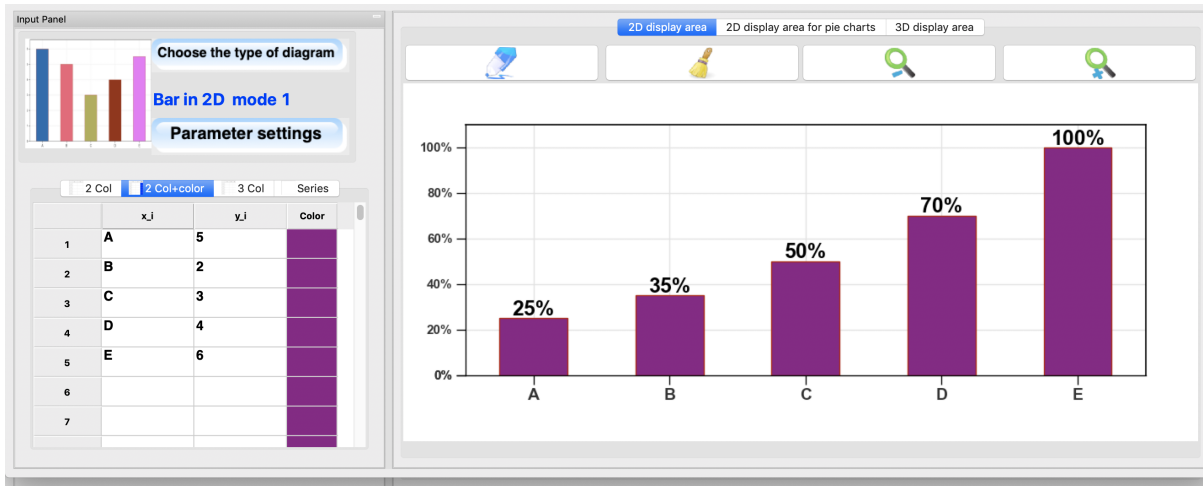 Input Panel
Choose the type of diagram
Bar in 2D mode 1
Parameter settings
2 Col 2 Col+color 3 Col Series
x_i y_i Color
1 A 5
2 B 2
3 C 3
4 D 4
5 E 6
6
7
2D display area 2D display area for pie charts 3D display area
100%
80%
60%
40%
20%
0%
25% 35% 50% 70% 100%
A B C D E